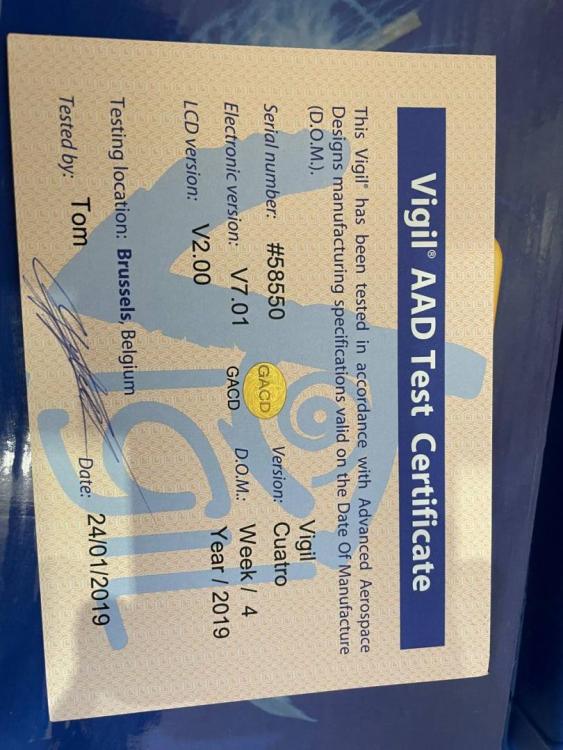 Vigil® AAD Test Certificate
This Vigil® has been tested in accordance with Advanced Aerospace
Designs manufacturing specifications valid on the Date Of Manufacture
(D.O.M.).
Serial number: #58550
Version: Vigil Cuatro
Electronic version: V7.01
GACD
GACD
D.O.M.: Week / 4
Year / 2019
LCD version: V2.00
Testing location: Brussels, Belgium
Tested by: Tom
Date: 24/01/2019